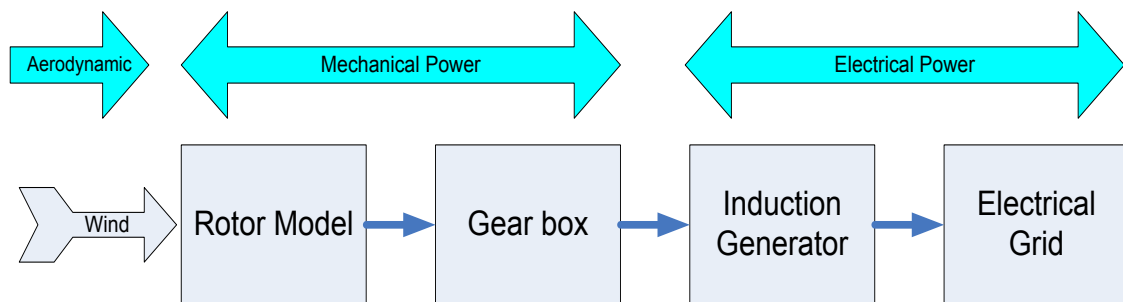 Aerodynamic
Mechanical Power
Electrical Power
Wind
Rotor Model
Gear box
Induction
Generator
Electrical
Grid